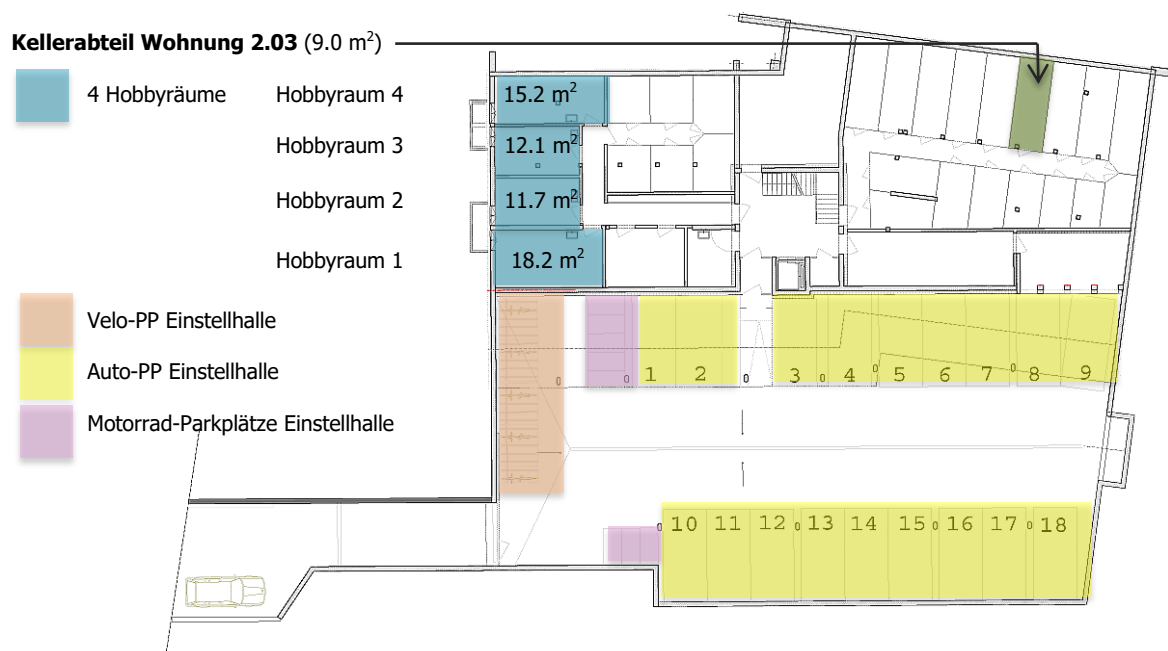 Kellerabteil Wohnung 2.03 (9.0 m²)
4 Hobbyräume
Hobbyraum 4
15.2 m²
Hobbyraum 3
12.1 m²
Hobbyraum 2
11.7 m²
Hobbyraum 1
18.2 m²
Velo-PP Einstellhalle
Auto-PP Einstellhalle
Motorrad-Parkplätze Einstellhalle
1 2 3 4 5 6 7 8 9
10 11 12 13 14 15 16 17 18